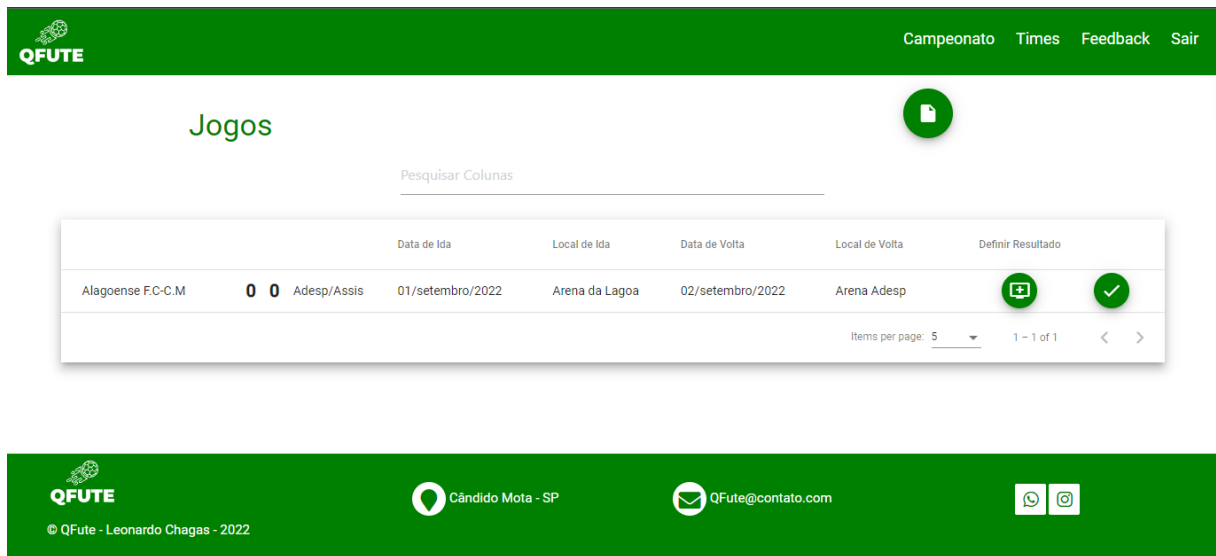 QFUTE
Campeonato Times Feedback Sair
Jogos
Pesquisar Colunas
Data de Ida Local de Ida Data de Volta Local de Volta Definir Resultado
Alagoense F.C-C.M 0 0 Adesp/Assis 01/setembro/2022 Arena da Lagoa 02/setembro/2022 Arena Adesp
Items per page: 5 1 – 1 of 1
QFUTE
Cândido Mota - SP QFute@contato.com
© QFute - Leonardo Chagas - 2022